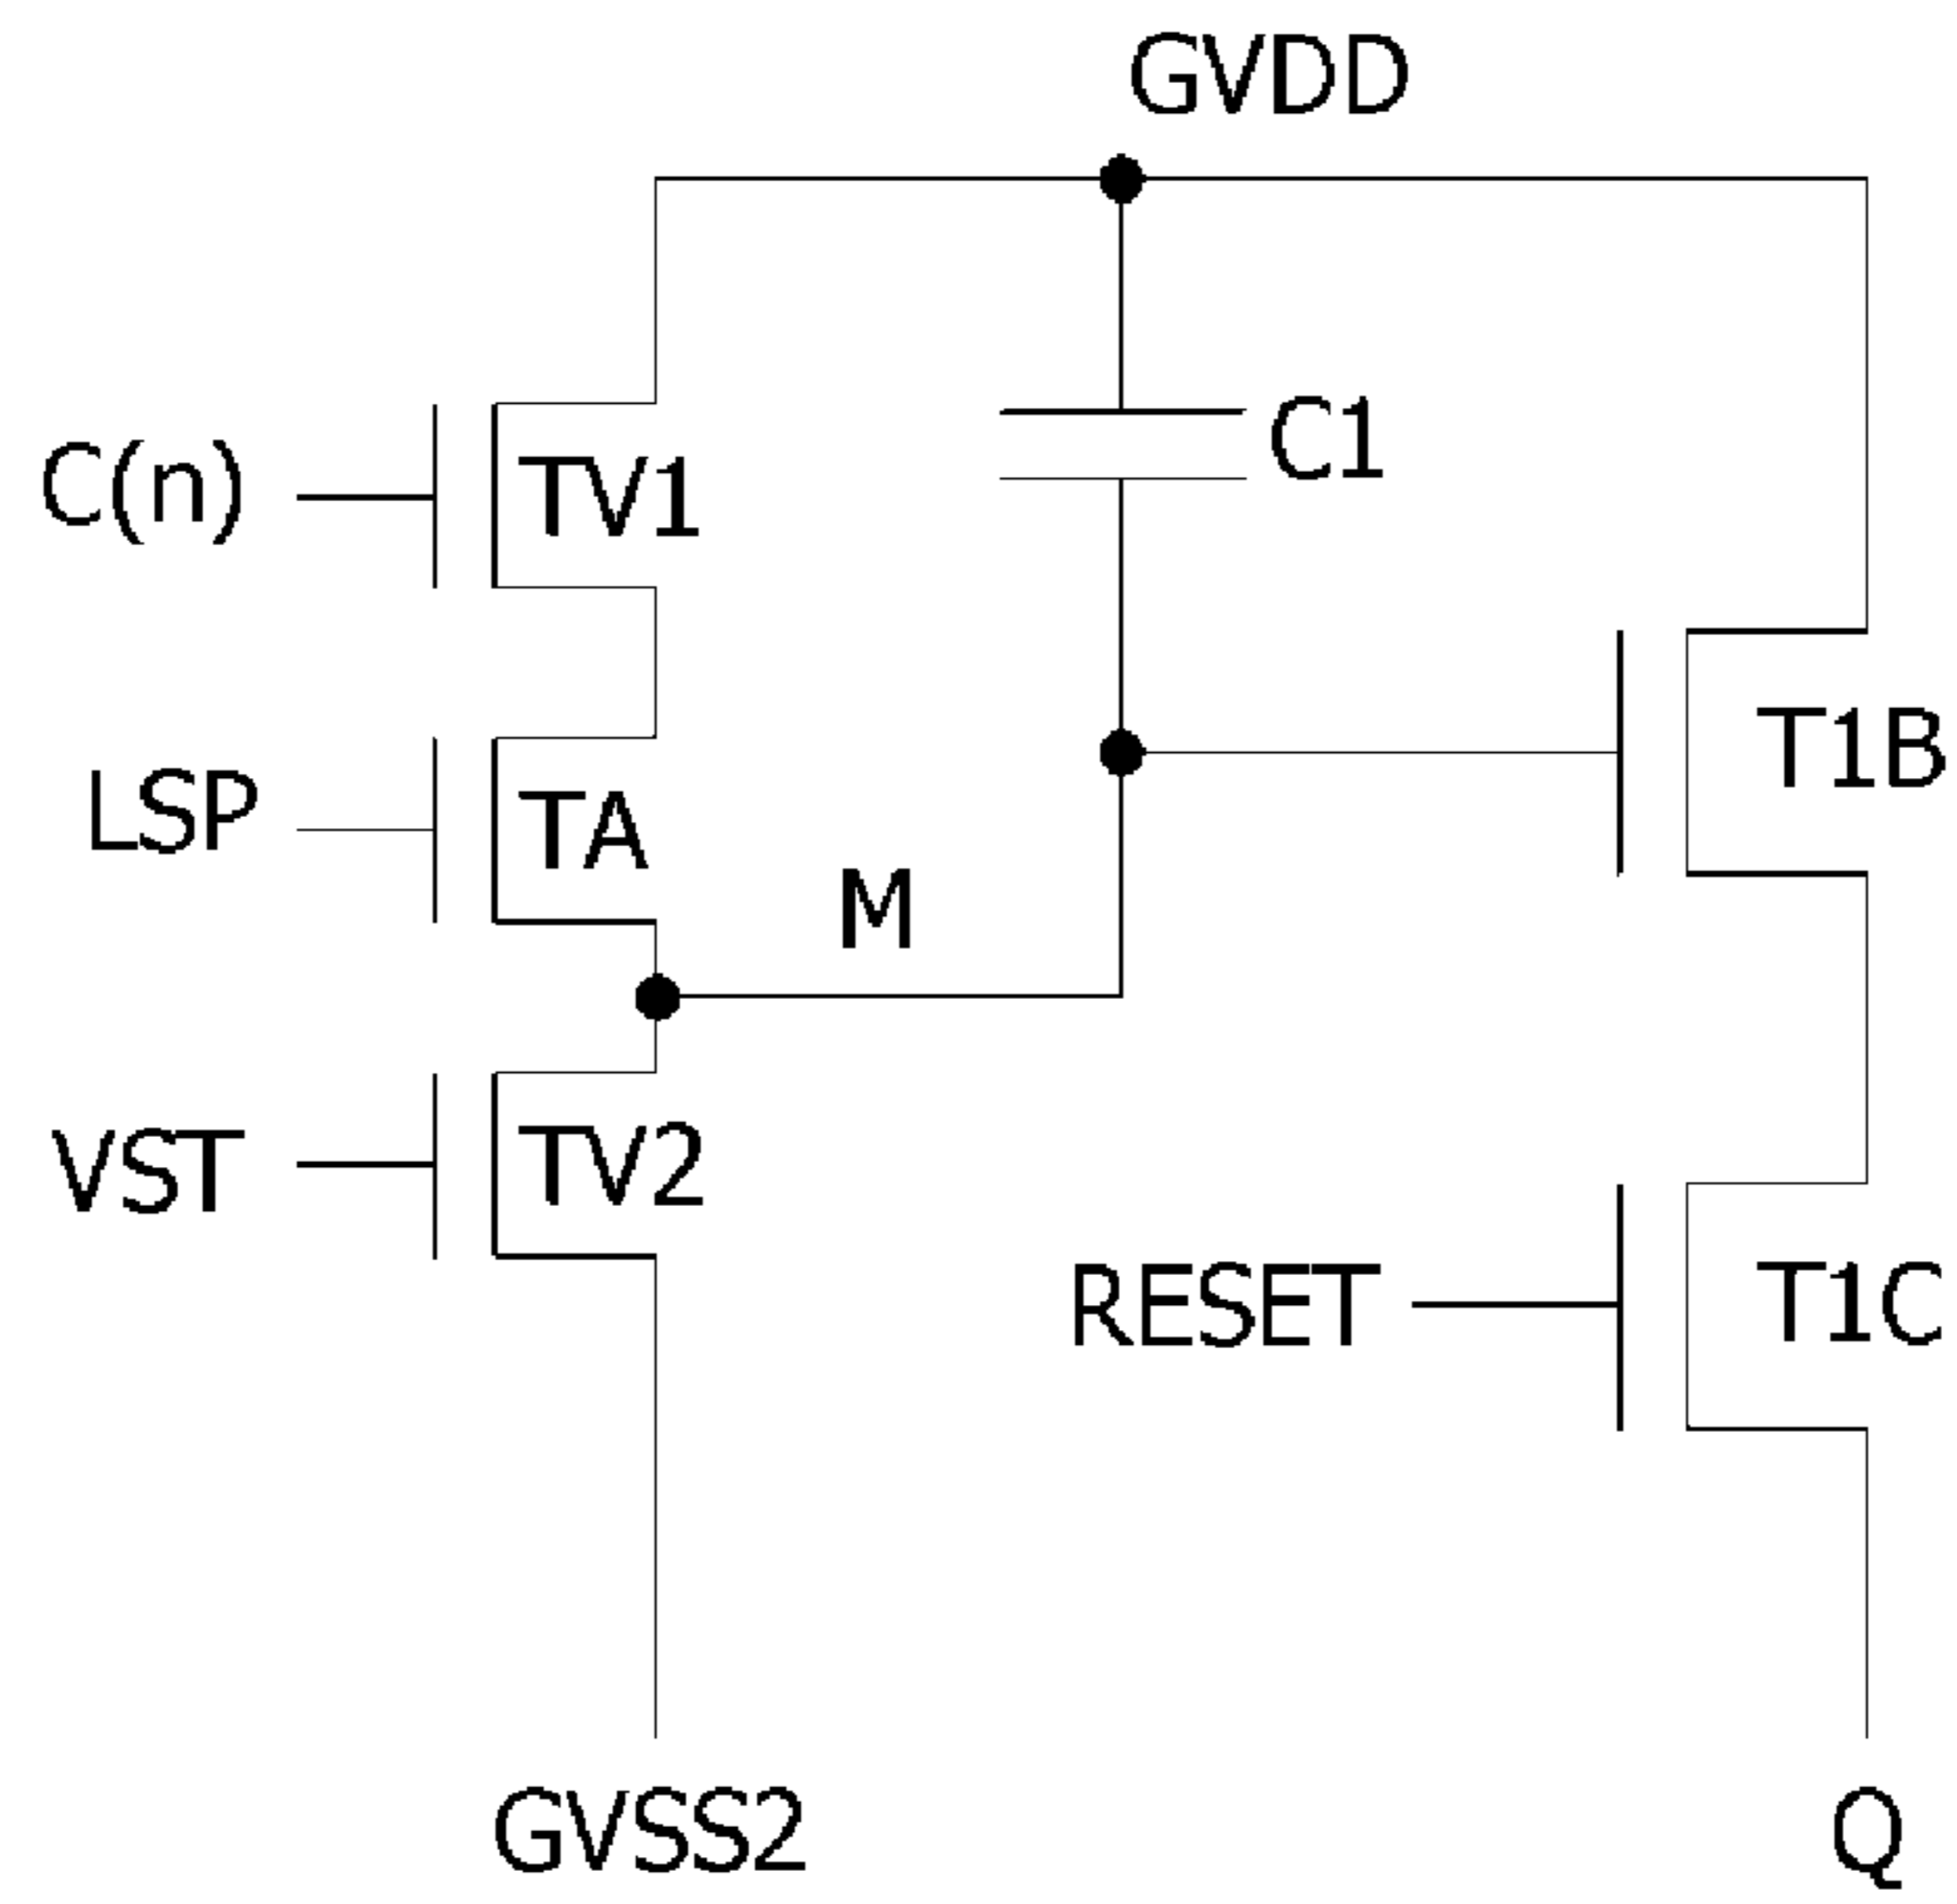 GVDD
C(n)
TV1
C1
T1B
LSP
TA
M
VST
TV2
RESET
T1C
GVSS2
Q